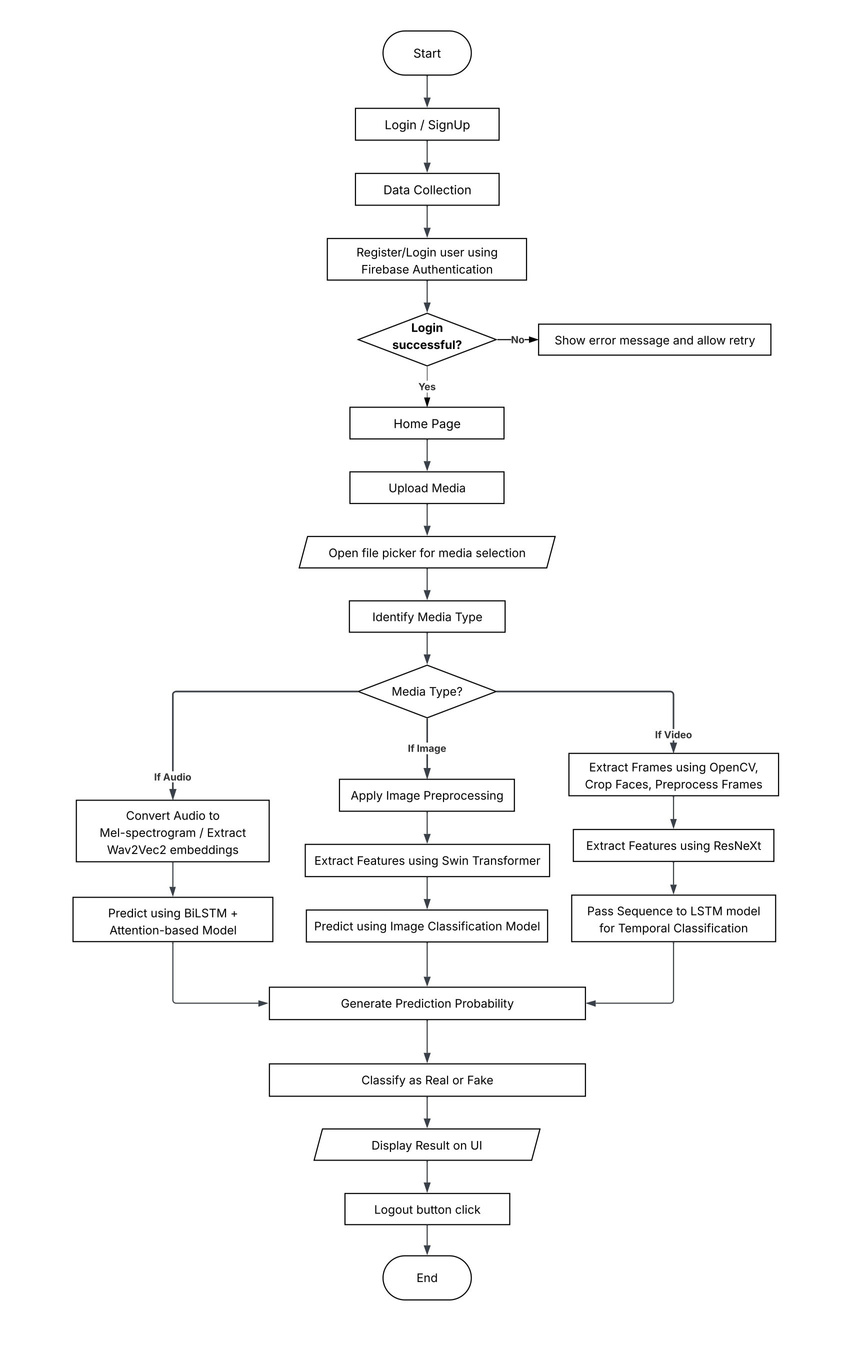 Start
Login / SignUp
Data Collection
Register/Login user using
Firebase Authentication
Login
successful?
No
Show error message and allow retry
Yes
Home Page
Upload Media
Open file picker for media selection
Identify Media Type
Media Type?
If Audio
Convert Audio to
Mel-spectrogram / Extract
Wav2Vec2 embeddings
Predict using BiLSTM +
Attention-based Model
If Image
Apply Image Preprocessing
Extract Features using Swin Transformer
Predict using Image Classification Model
If Video
Extract Frames using OpenCV,
Crop Faces, Preprocess Frames
Extract Features using ResNeXt
Pass Sequence to LSTM model
for Temporal Classification
Generate Prediction Probability
Classify as Real or Fake
Display Result on UI
Logout button click
End